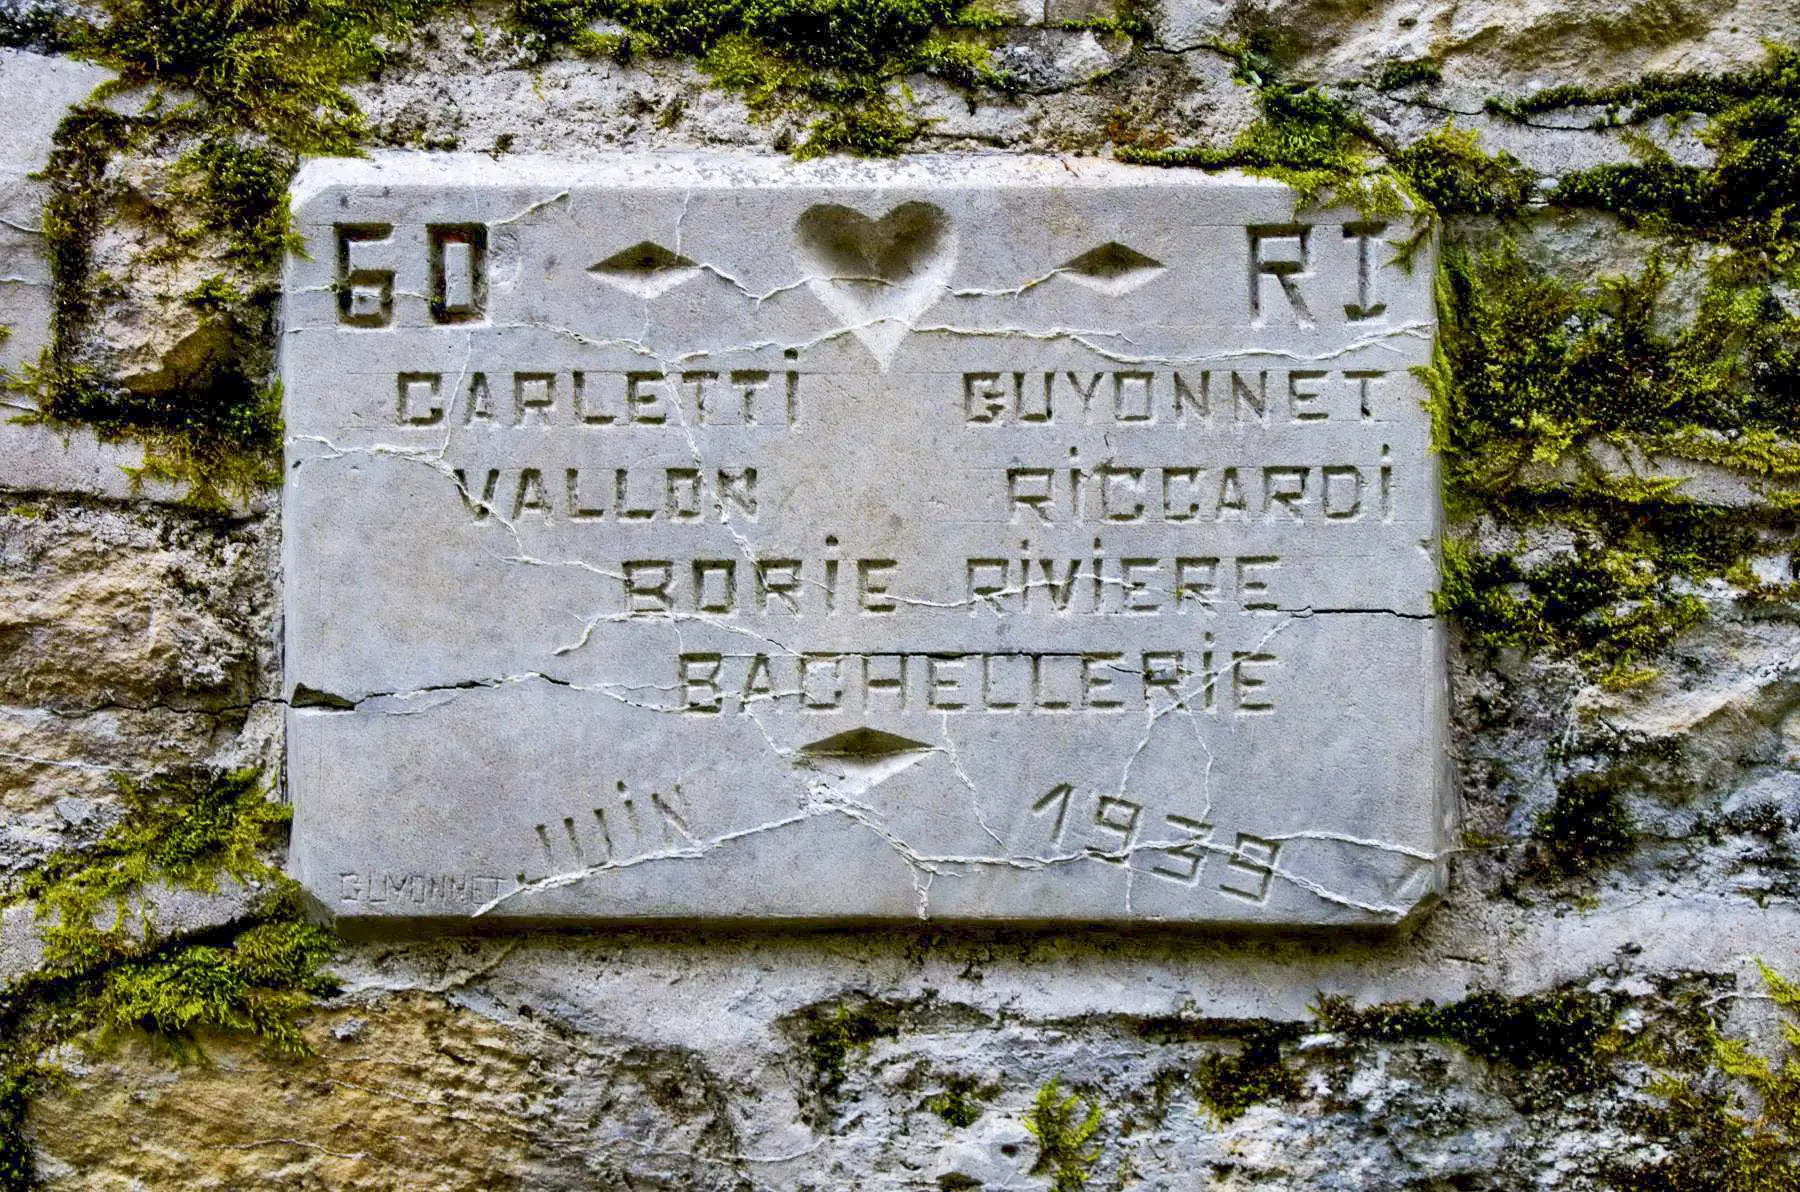 60 RI
CARLETTI GUYONNET
VALLON RICCARDI
BORIE RIVIERE
BACHELLERIE
JUIN 1939
GUYONNET